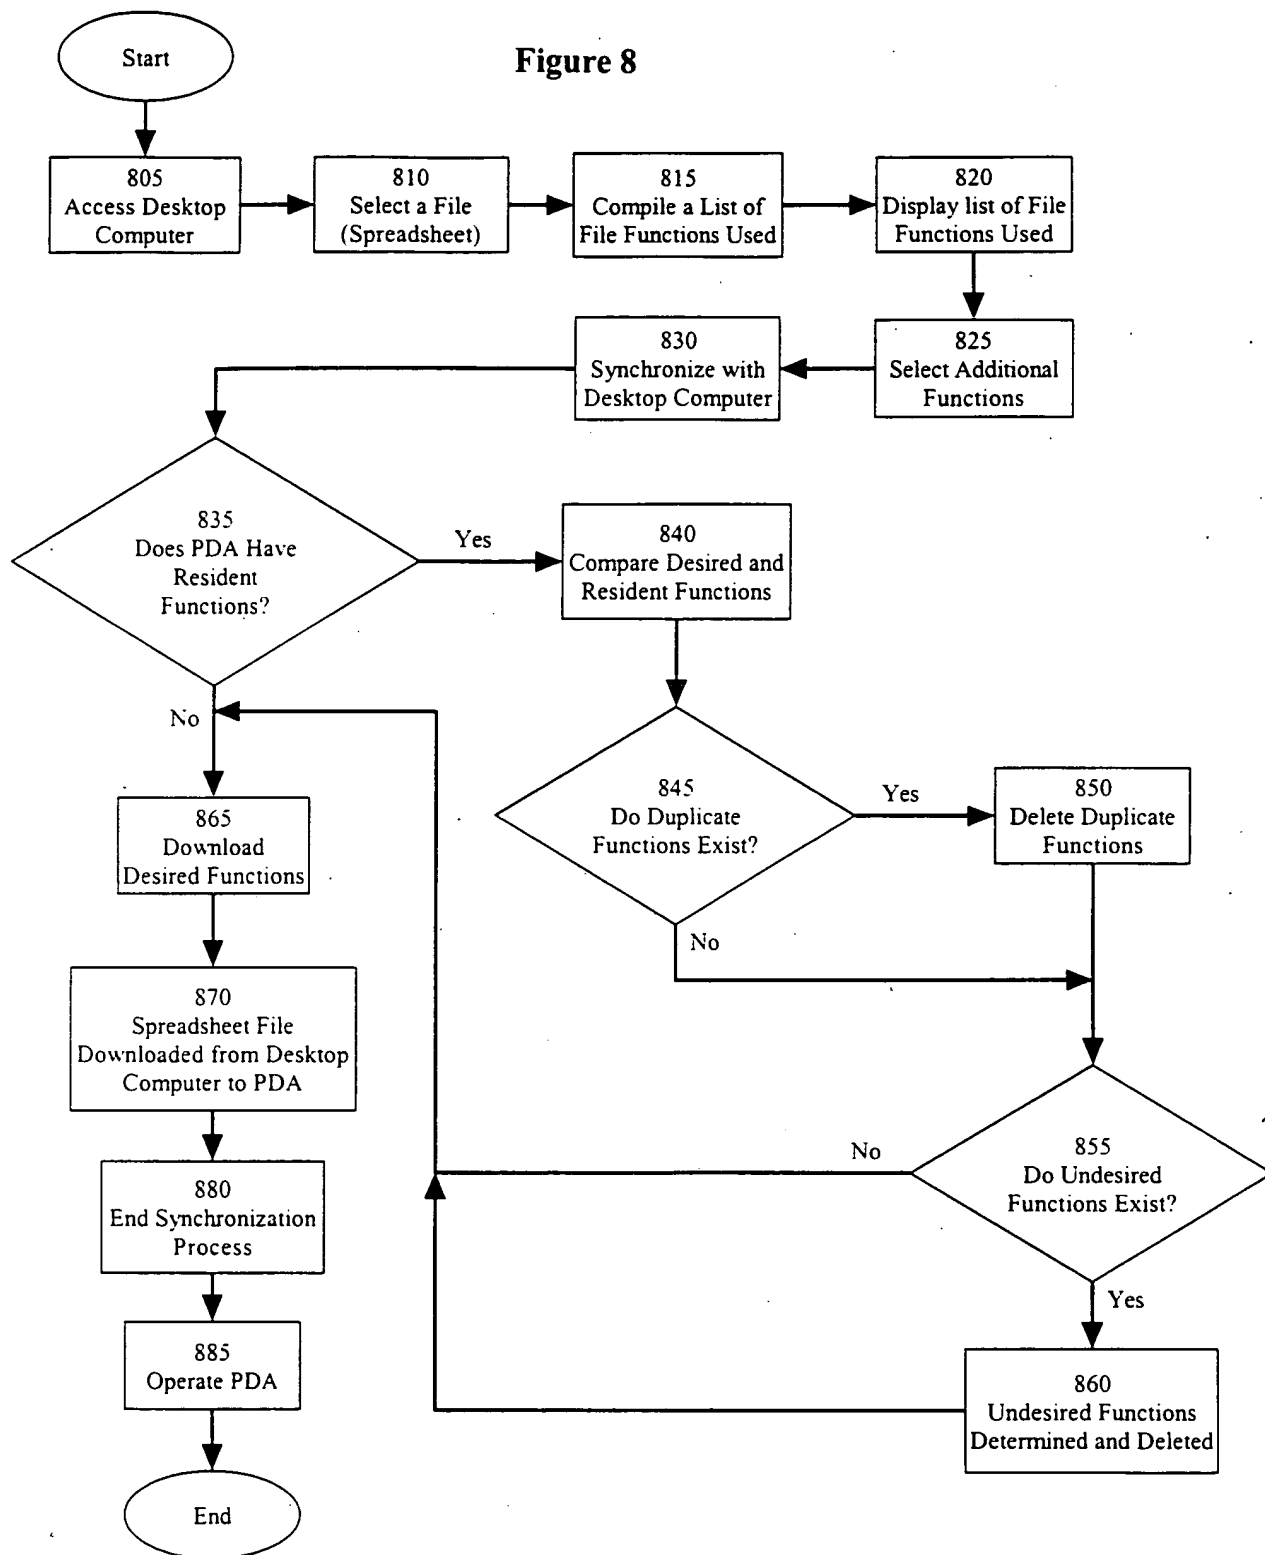 Start
Figure 8
805
Access Desktop
Computer
810
Select a File
(Spreadsheet)
815
Compile a List of
File Functions Used
820
Display list of File
Functions Used
825
Select Additional
Functions
830
Synchronize with
Desktop Computer
835
Does PDA Have
Resident
Functions?
Yes
840
Compare Desired and
Resident Functions
No
845
Do Duplicate
Functions Exist?
Yes
850
Delete Duplicate
Functions
No
865
Download
Desired Functions
870
Spreadsheet File
Downloaded from Desktop
Computer to PDA
855
Do Undesired
Functions Exist?
No
Yes
880
End Synchronization
Process
885
Operate PDA
860
Undesired Functions
Determined and Deleted
End